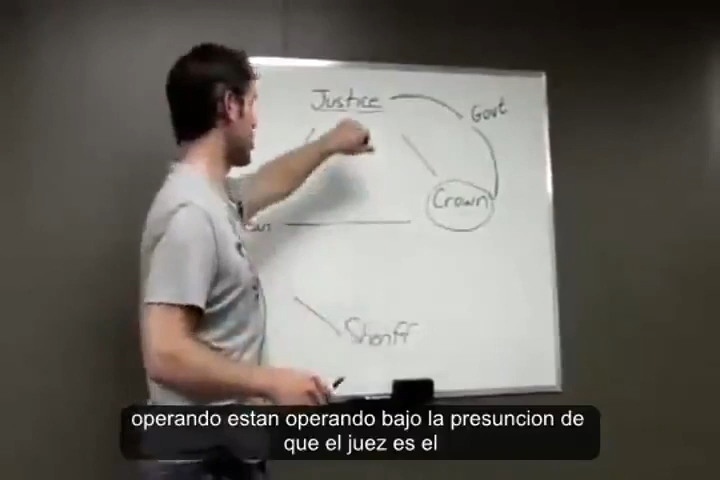 Justice
Govt
Crown
Sheriff
operando estan operando bajo la presuncion de
que el juez es el